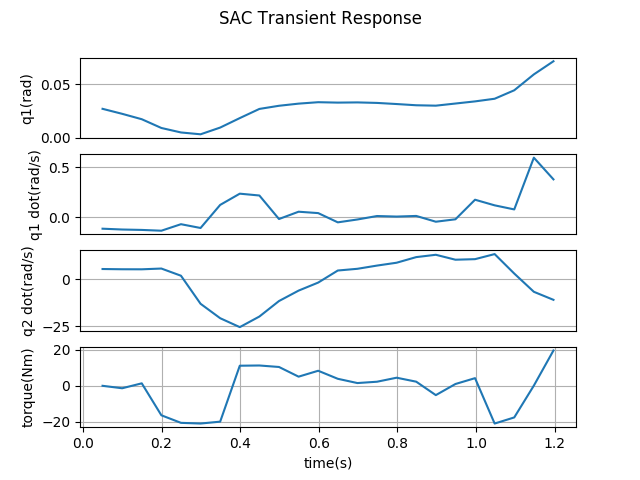 SAC Transient Response
q1(rad)
0.05
0.00
q1 dot(rad/s)
0.5
0.0
q2 dot(rad/s)
0
−25
torque(Nm)
20
0
−20
0.0 0.2 0.4 0.6 0.8 1.0 1.2
time(s)